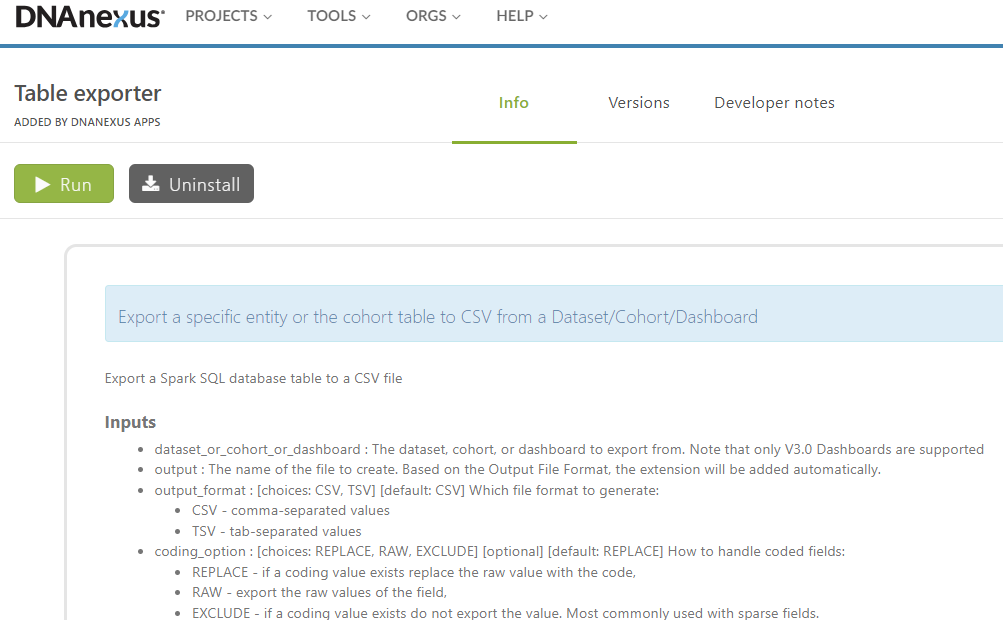 DNAnexus PROJECTS TOOLS ORGS HELP
Table exporter
ADDED BY DNANEXUS APPS
Info Versions Developer notes
Run Uninstall
Export a specific entity or the cohort table to CSV from a Dataset/Cohort/Dashboard
Export a Spark SQL database table to a CSV file
Inputs
• dataset_or_cohort_or_dashboard : The dataset, cohort, or dashboard to export from. Note that only V3.0 Dashboards are supported
• output : The name of the file to create. Based on the Output File Format, the extension will be added automatically.
• output_format : [choices: CSV, TSV] [default: CSV] Which file format to generate:
• CSV - comma-separated values
• TSV - tab-separated values
• coding_option : [choices: REPLACE, RAW, EXCLUDE] [optional] [default: REPLACE] How to handle coded fields:
• REPLACE - if a coding value exists replace the raw value with the code,
• RAW - export the raw values of the field,
• EXCLUDE - if a coding value exists do not export the value. Most commonly used with sparse fields.